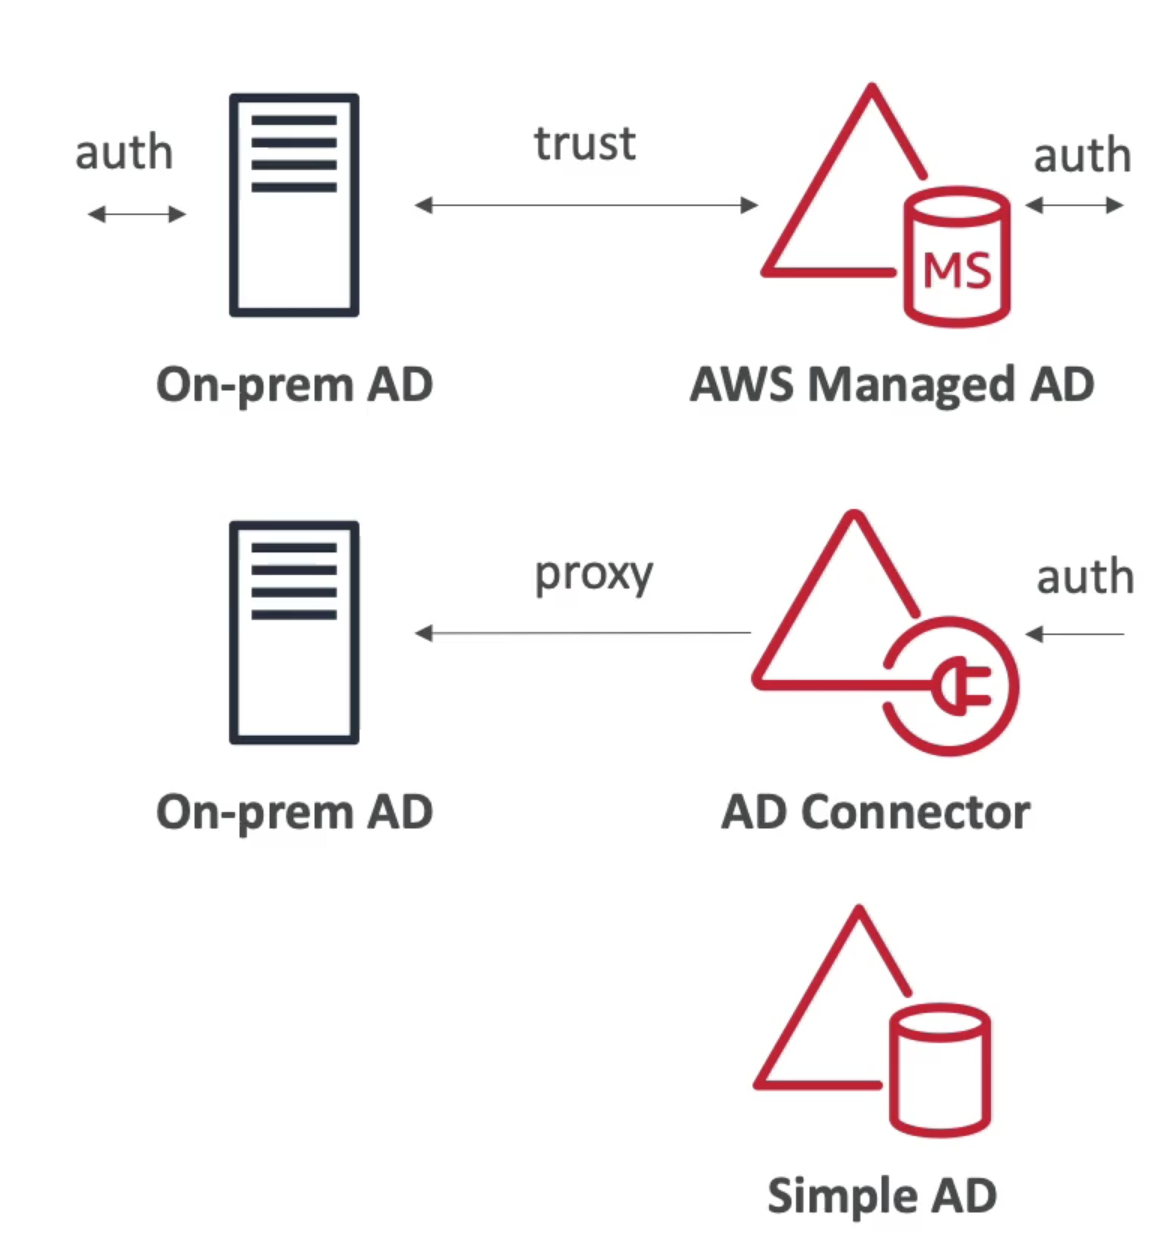 auth
trust
auth
MS
On-prem AD
AWS Managed AD
proxy
auth
On-prem AD
AD Connector
Simple AD